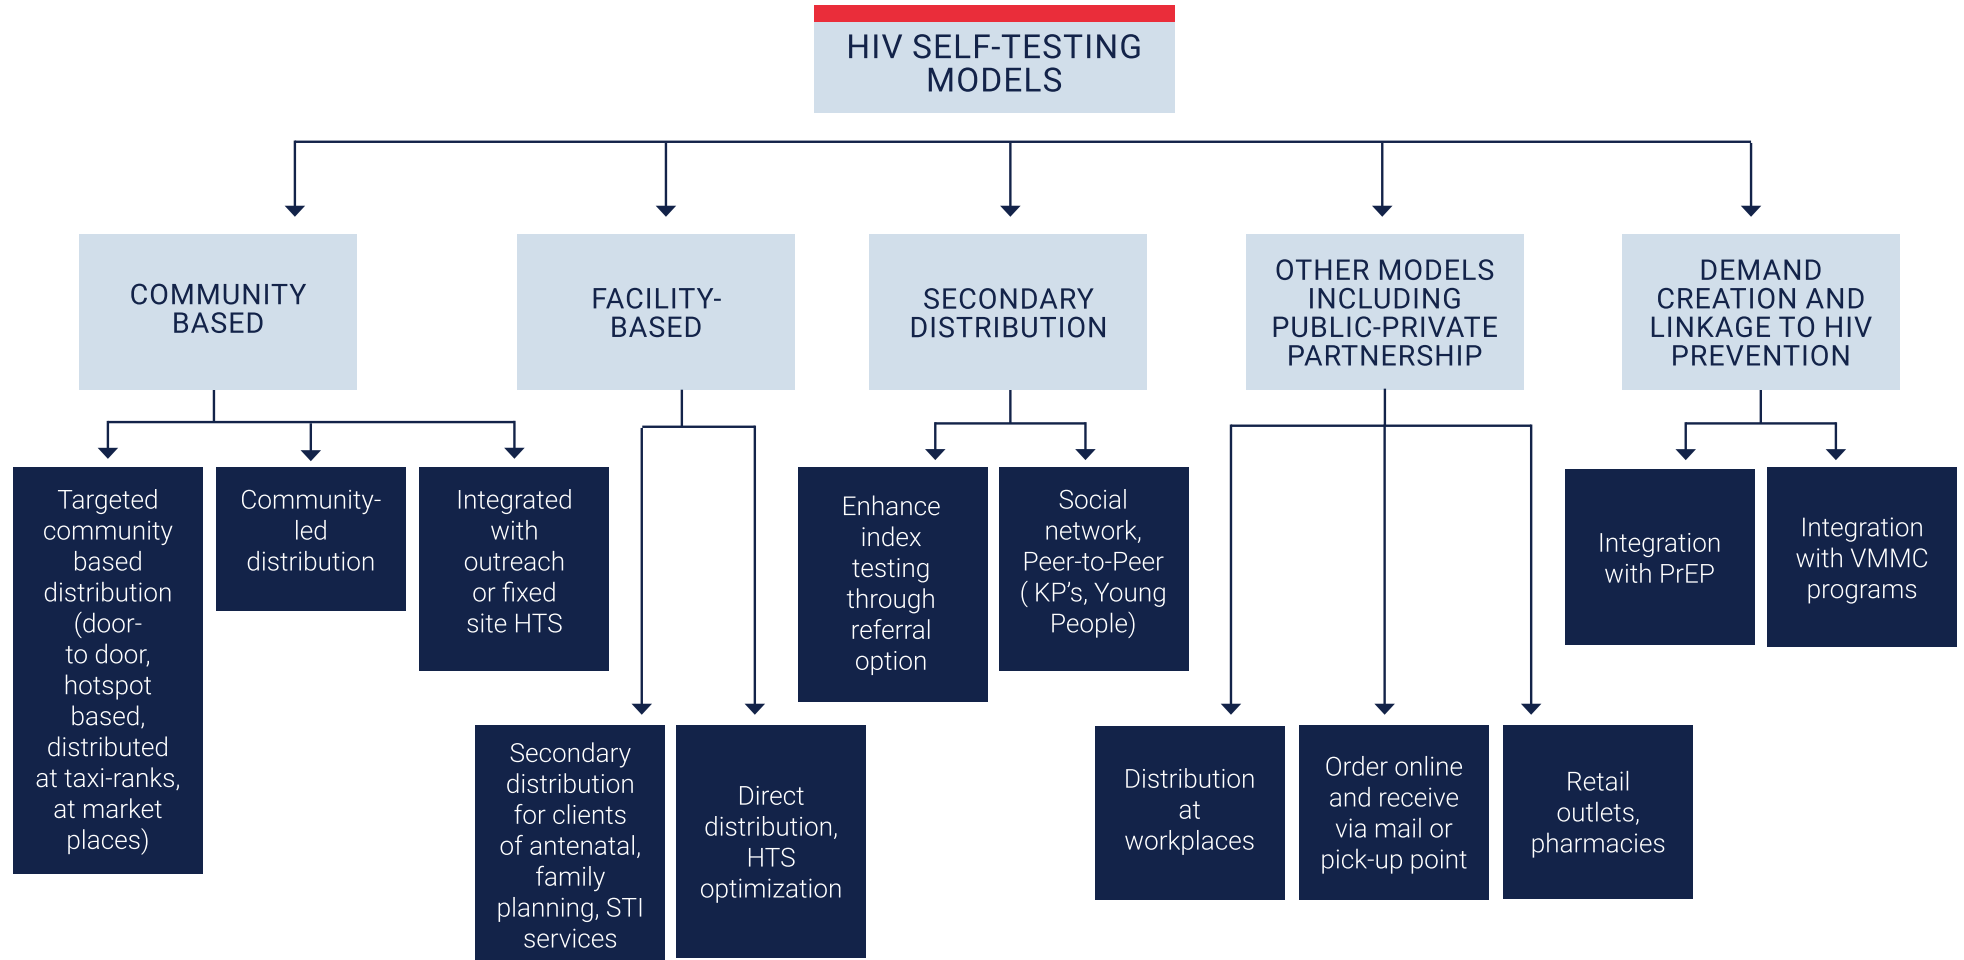 HIV SELF-TESTING
MODELS
COMMUNITY
BASED
FACILITY-
BASED
SECONDARY
DISTRIBUTION
OTHER MODELS
INCLUDING
PUBLIC-PRIVATE
PARTNERSHIP
DEMAND
CREATION AND
LINKAGE TO HIV
PREVENTION
Targeted
community
based
distribution
(door-
to door,
hotspot
based,
distributed
at taxi-ranks,
at market
places)
Community-
led
distribution
Integrated
with
outreach
or fixed
site HTS
Secondary
distribution
for clients
of antenatal,
family
planning, STI
services
Direct
distribution,
HTS
optimization
Enhance
index
testing
through
referral
option
Social
network,
Peer-to-Peer
( KP's, Young
People)
Distribution
at
workplaces
Order online
and receive
via mail or
pick-up point
Retail
outlets,
pharmacies
Integration
with PrEP
Integration
with VMMC
programs